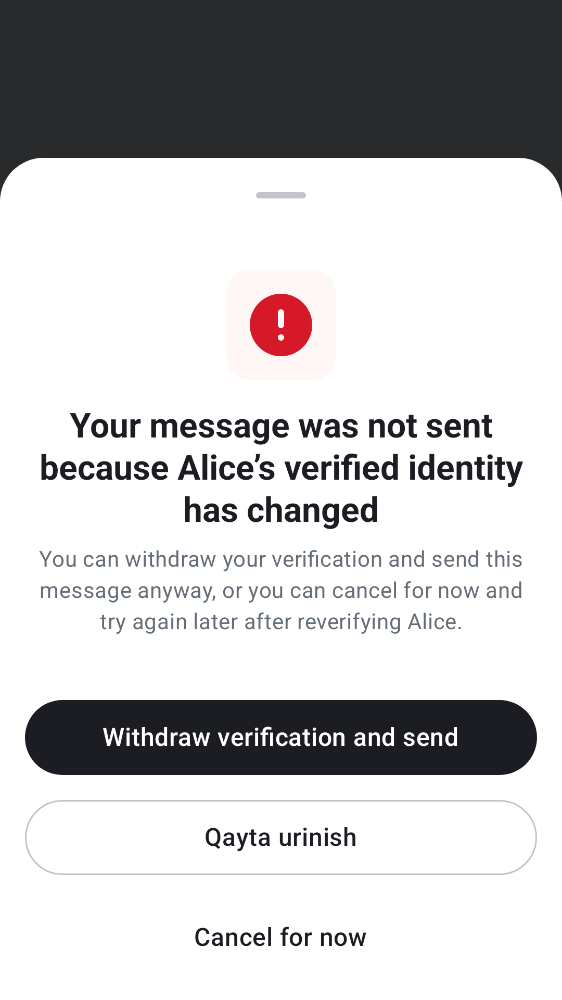 Your message was not sent
because Alice’s verified identity
has changed
You can withdraw your verification and send this
message anyway, or you can cancel for now and
try again later after reverifying Alice.
Withdraw verification and send
Qayta urinish
Cancel for now